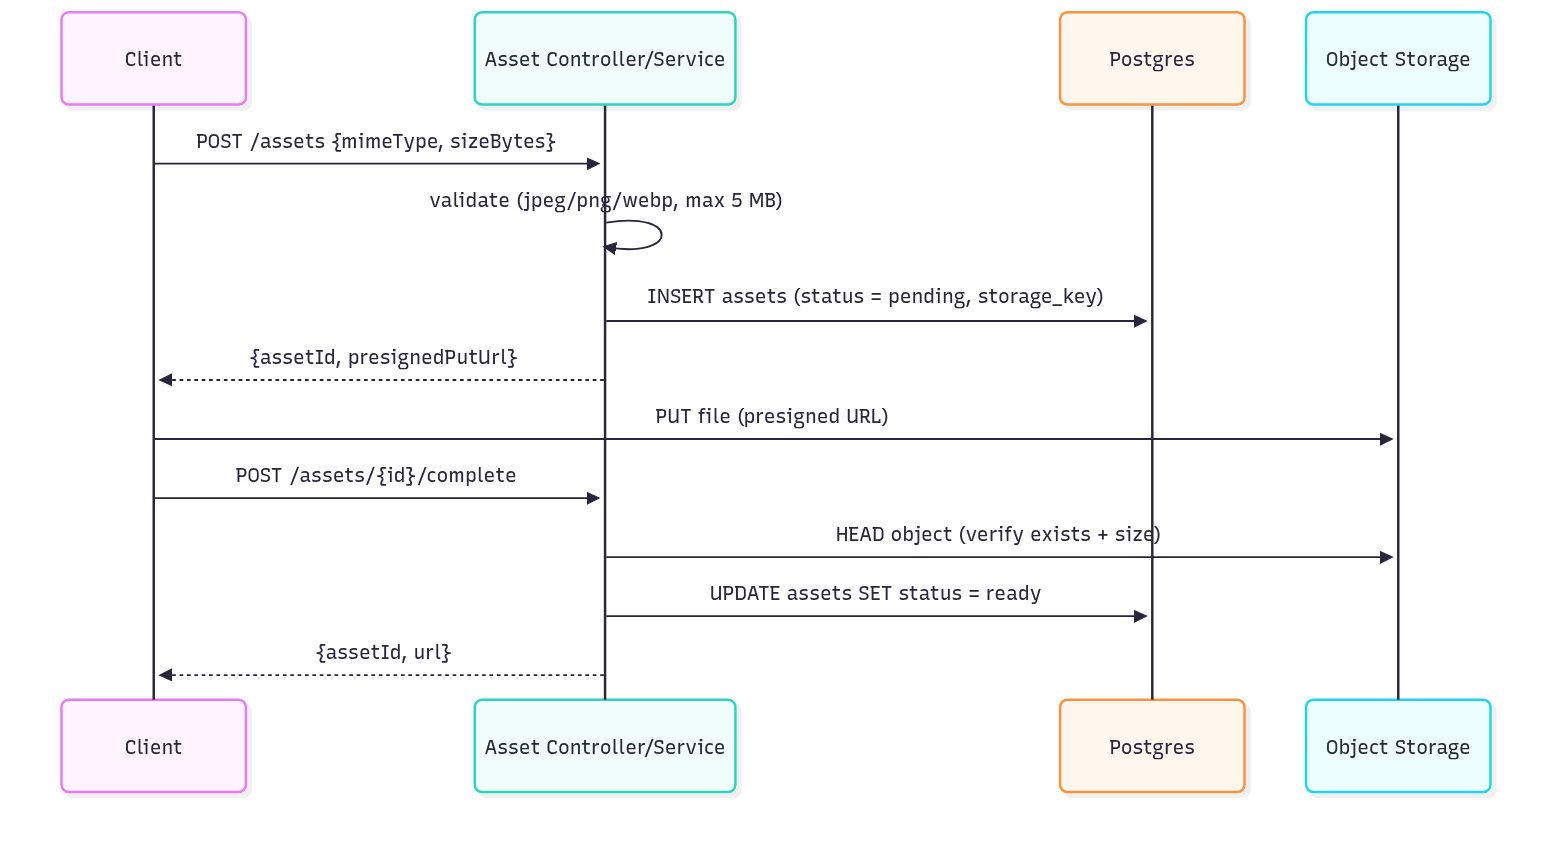 Client
Asset Controller/Service
Postgres
Object Storage
POST /assets {mimeType, sizeBytes}
validate (jpeg/png/webp, max 5 MB)
INSERT assets (status = pending, storage_key)
{assetId, presignedPutUrl}
PUT file (presigned URL)
POST /assets/{id}/complete
HEAD object (verify exists + size)
UPDATE assets SET status = ready
{assetId, url}
Client
Asset Controller/Service
Postgres
Object Storage